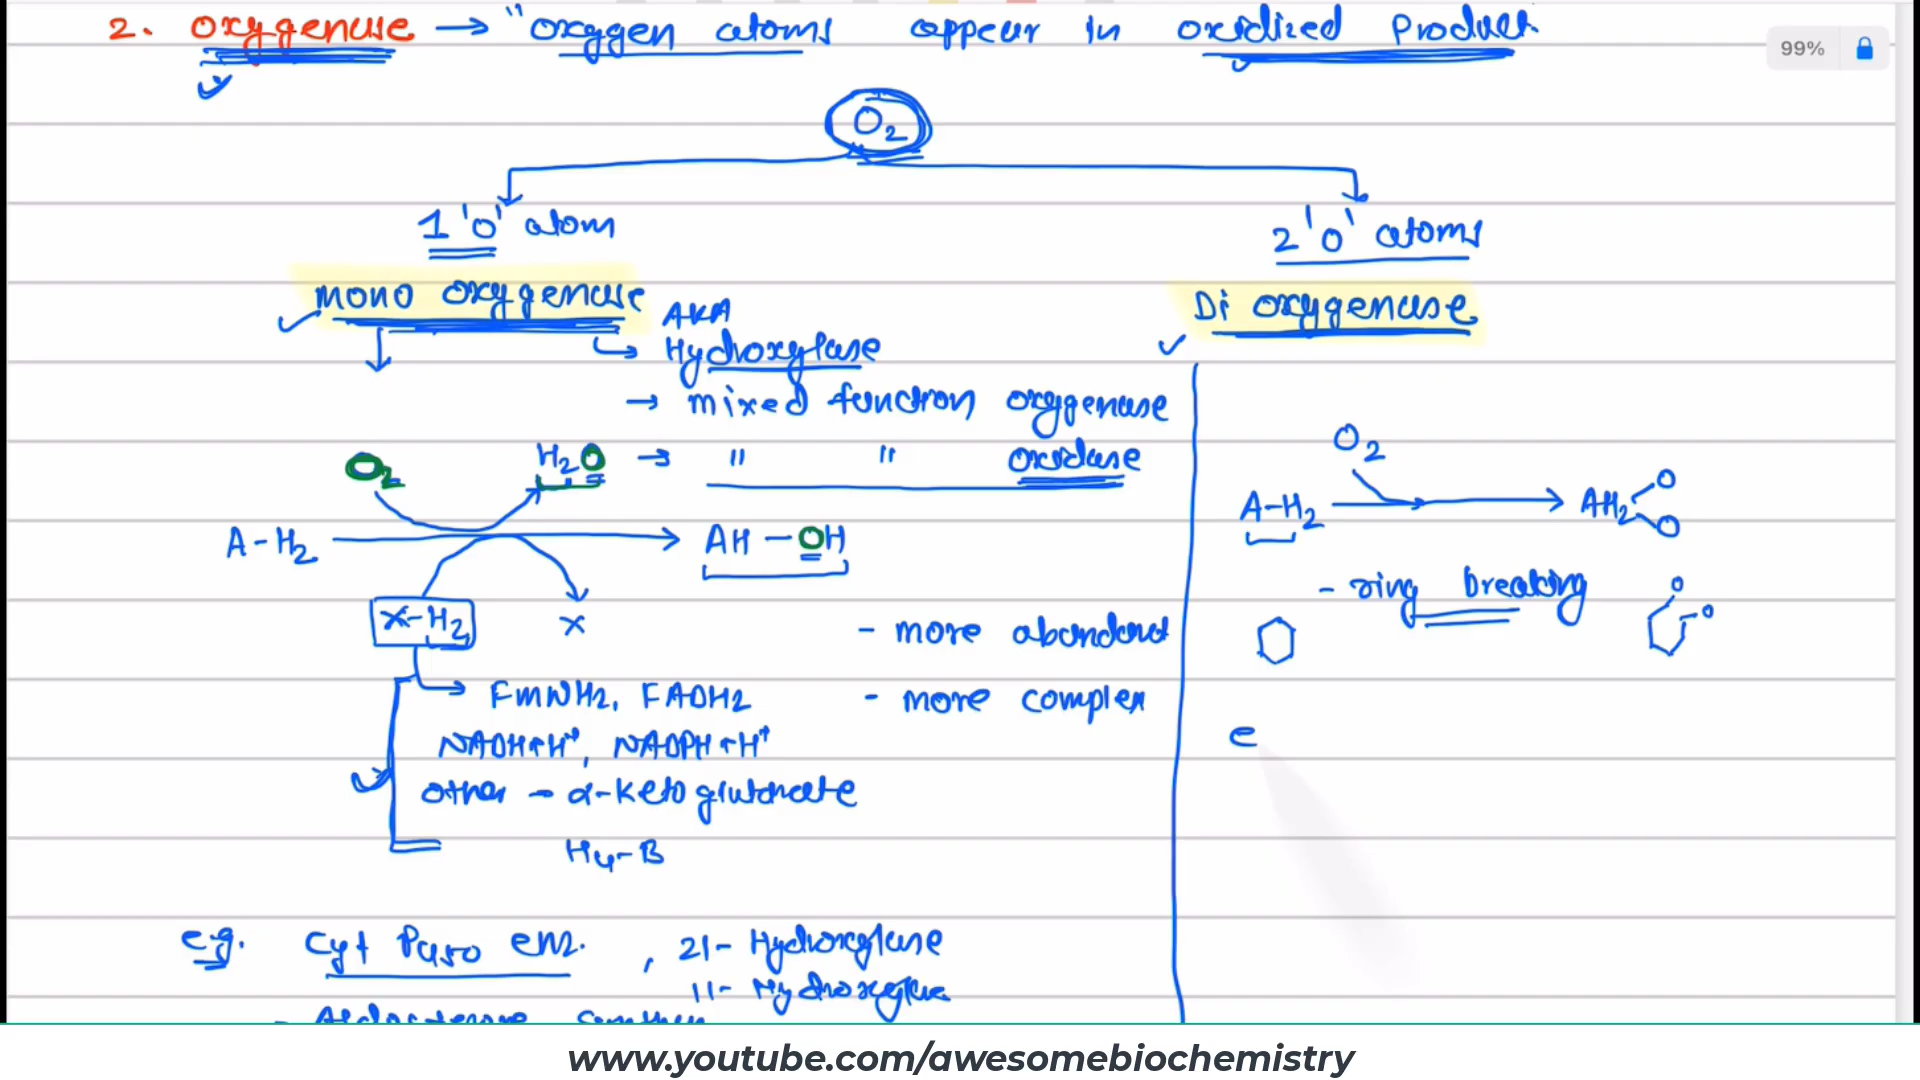 2. oxygenase → "oxygen atoms appear in oxidized product
99%
O2
1 'O' atom
2 'O' atoms
mono oxygenase
Di oxygenase
AKA
Hydroxylase
→ mixed function oxygenase
→ " " oxidase
O2 H2O
A-H2 → AH-OH
X-H2 X
FMNH2, FADH2
NADH+H+, NADPH+H+
other - α-ketoglutarate
H4-B
- more abundant
- more complex
O2
A-H2 → AH2 O O
- ring breaking
O O
e
e.g. Cyt P450 enz. , 21- Hydroxylase
11- Hydroxylase
www.youtube.com/awesomebiochemistry